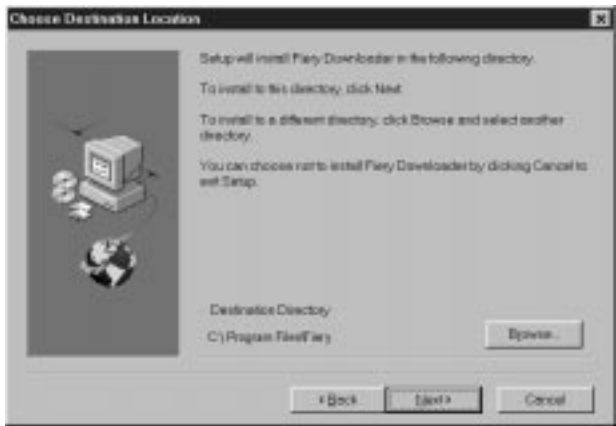 Choose Destination Location
Setup will install Fiery Downloader in the following directory.
To install to this directory, click Next.
To install to a different directory, click Browse and select another
directory.
You can choose not to install Fiery Downloader by clicking Cancel to
exit Setup.
Destination Directory
C:\Program Files\Fiery
Browse...
< Back
Next >
Cancel